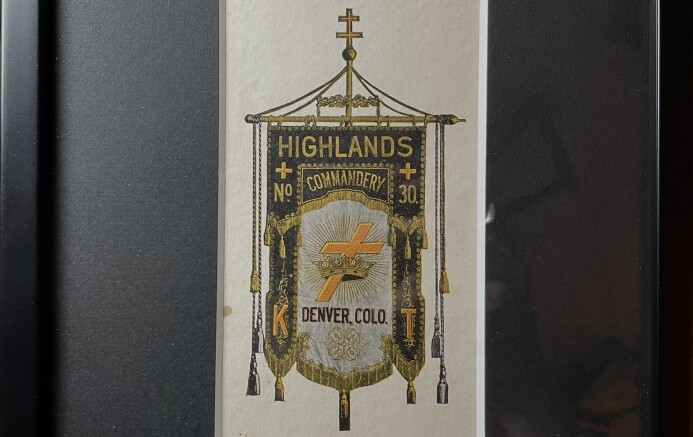 HIGHLANDS
No COMMANDERY 30.
K T
DENVER, COLO.